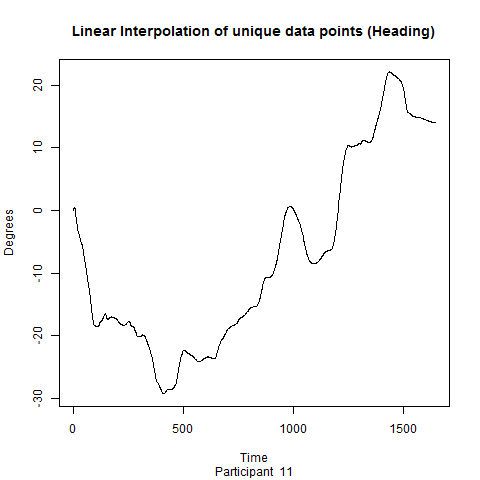 Linear Interpolation of unique data points (Heading)
20
10
0
-10
-20
-30
Degrees
0 500 1000 1500
Time
Participant 11